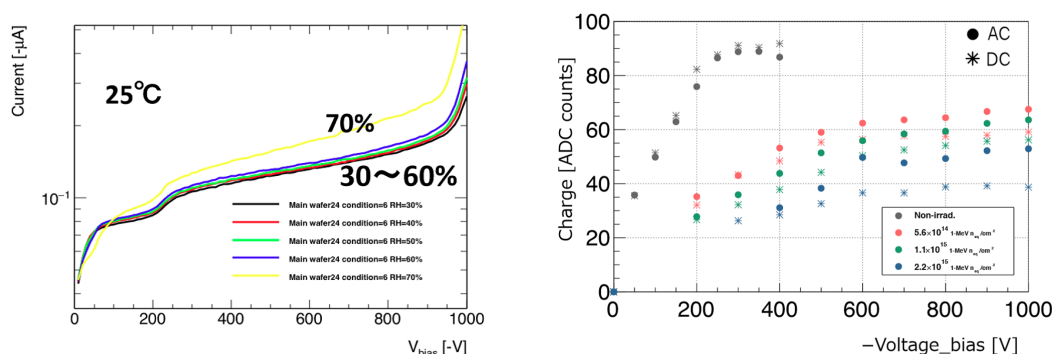 Current [-μA]
25°C
70%
30～60%
10⁻¹
Main wafer24 condition=6 RH=30%
Main wafer24 condition=6 RH=40%
Main wafer24 condition=6 RH=50%
Main wafer24 condition=6 RH=60%
Main wafer24 condition=6 RH=70%
0 200 400 600 800 1000
V_bias [-V]
Charge [ADC counts]
100
80
60
40
20
0
AC
DC
Non-irrad.
5.6×10¹⁴ 1-MeV n_eq/cm²
1.1×10¹⁵ 1-MeV n_eq/cm²
2.2×10¹⁵ 1-MeV n_eq/cm²
0 200 400 600 800 1000
−Voltage_bias [V]